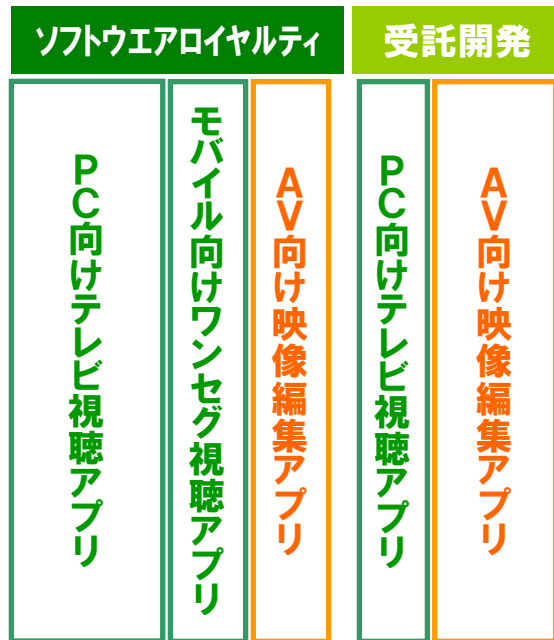 ソフトウエアロイヤルティ
受託開発
PC向けテレビ視聴アプリ
モバイル向けワンセグ視聴アプリ
AV向け映像編集アプリ
PC向けテレビ視聴アプリ
AV向け映像編集アプリ